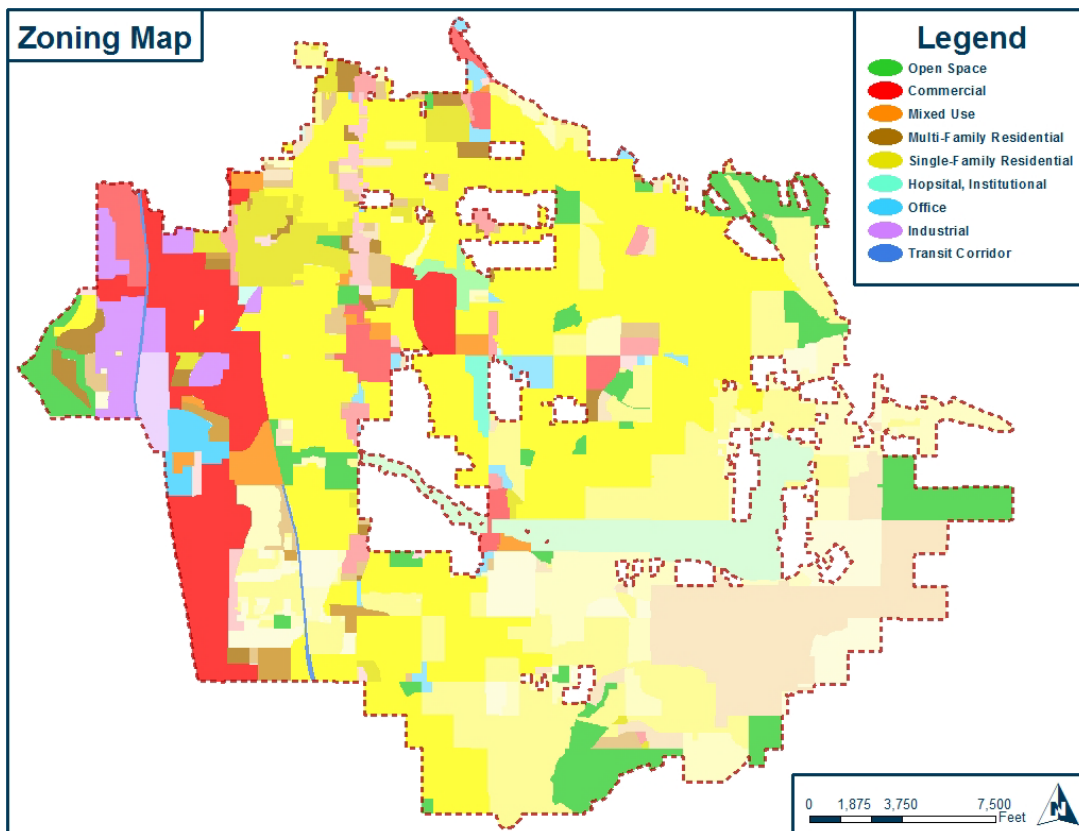 Zoning Map
Legend
Open Space
Commercial
Mixed Use
Multi-Family Residential
Single-Family Residential
Hopsital, Institutional
Office
Industrial
Transit Corridor
0 1,875 3,750 7,500
Feet
N